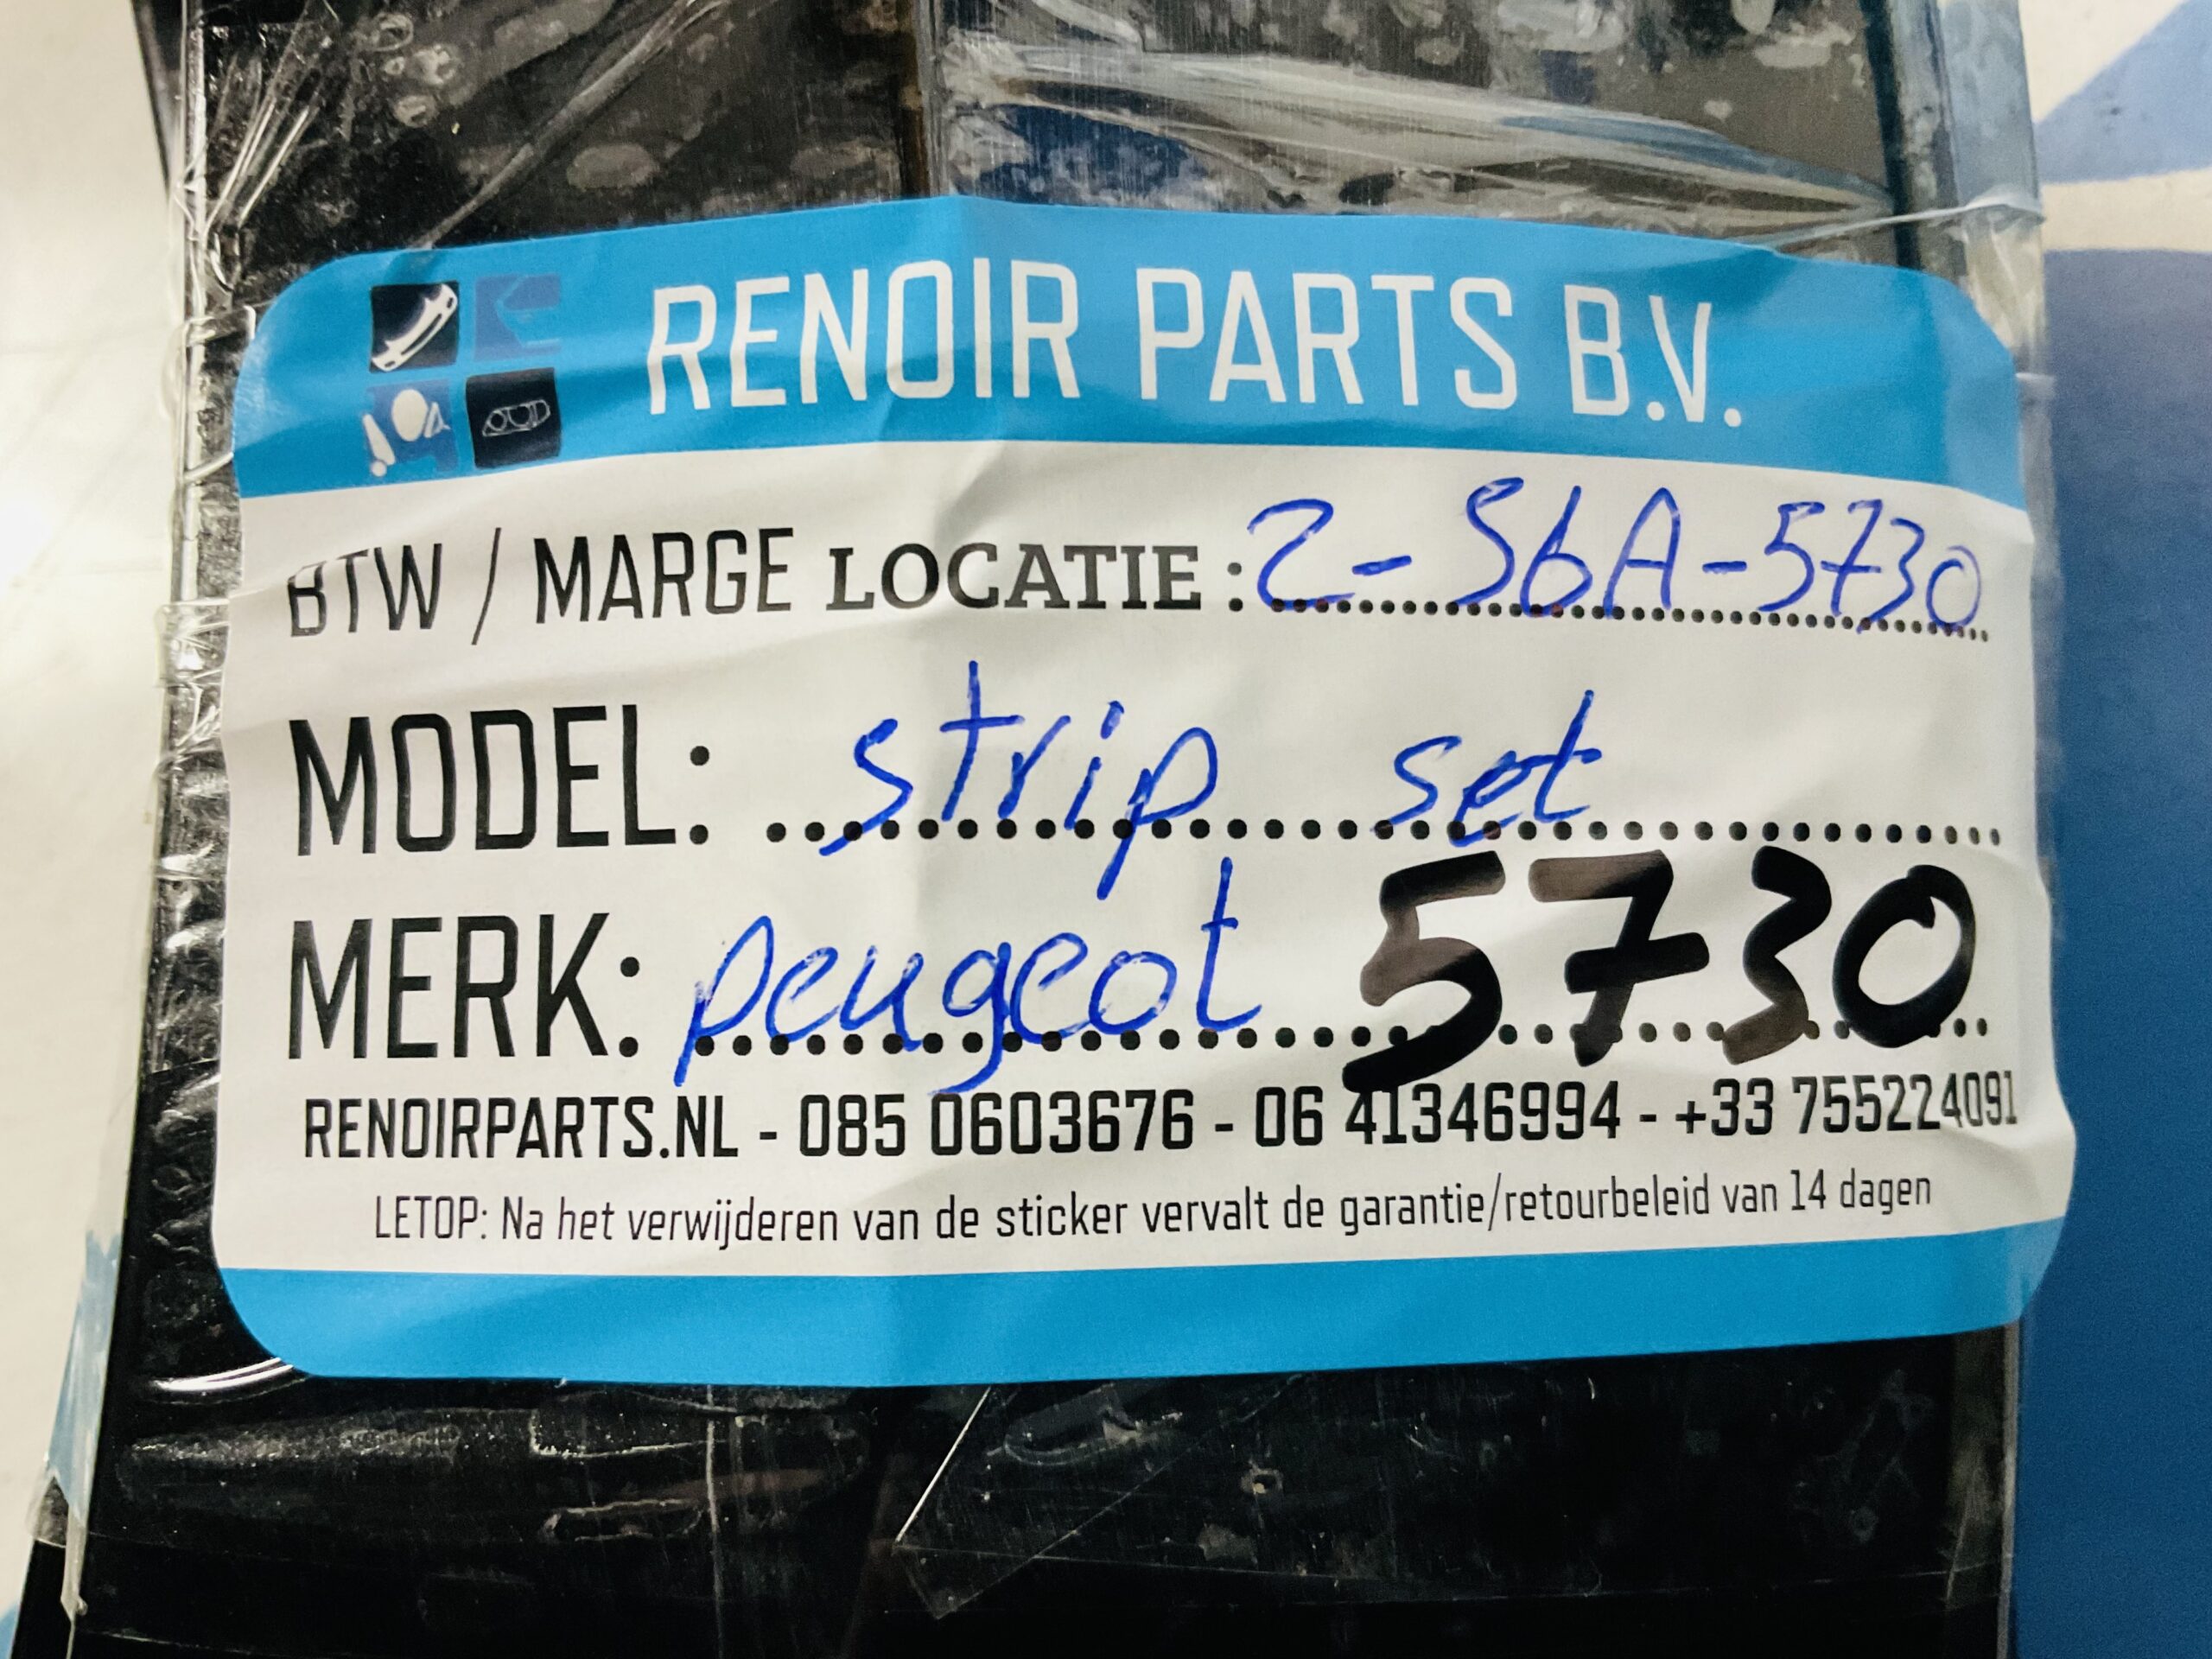 RENOIR PARTS B.V.
BTW / MARGE LOCATIE : 2-S6A-5730
MODEL: strip set
MERK: peugeot 5730
RENOIRPARTS.NL - 085 0603676 - 06 41346994 - +33 755224091
LETOP: Na het verwijderen van de sticker vervalt de garantie/retourbeleid van 14 dagen